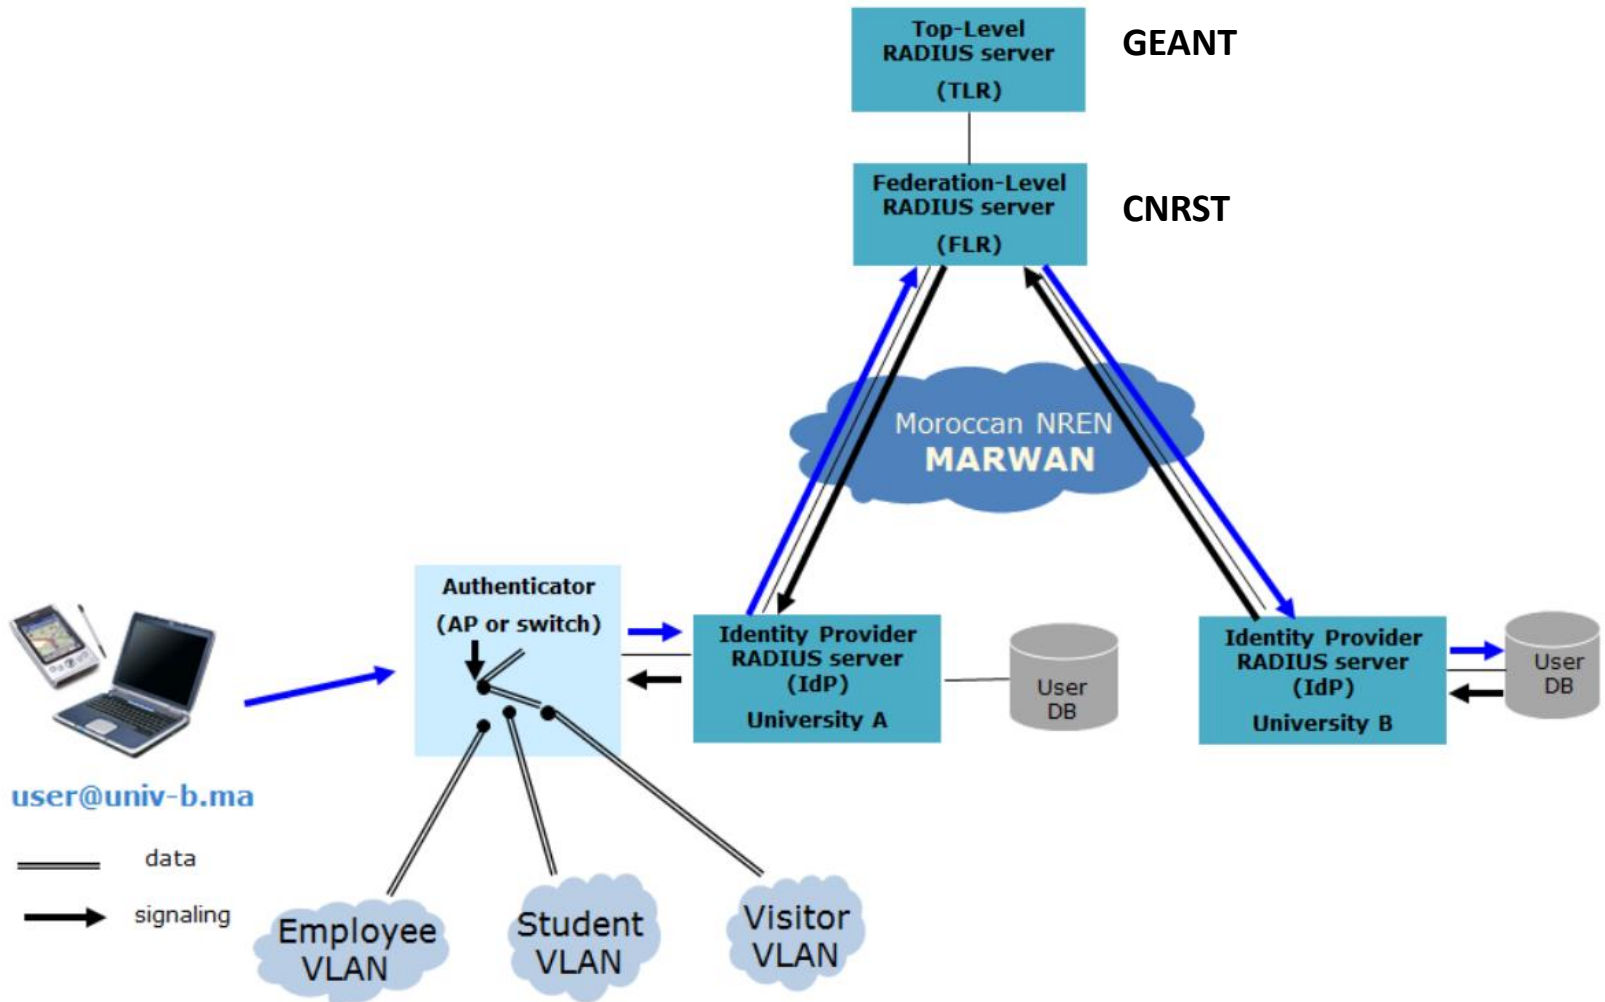 Top-Level
RADIUS server
(TLR)
GEANT
Federation-Level
RADIUS server
(FLR)
CNRST
Moroccan NREN
MARWAN
Authenticator
(AP or switch)
Identity Provider
RADIUS server
(IdP)
University A
User
DB
Identity Provider
RADIUS server
(IdP)
University B
User
DB
user@univ-b.ma
data
signaling
Employee
VLAN
Student
VLAN
Visitor
VLAN